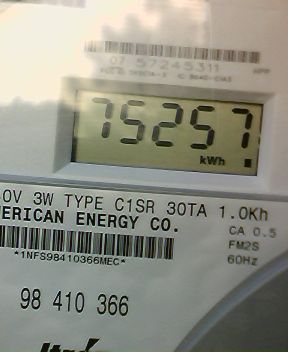 07 57245311
75257
kWh
0V 3W TYPE C1SR 30TA 1.0Kh
ERICAN ENERGY CO.
CA 0.5
FM2S
*1NFS98410366MEC*
60Hz
98 410 366